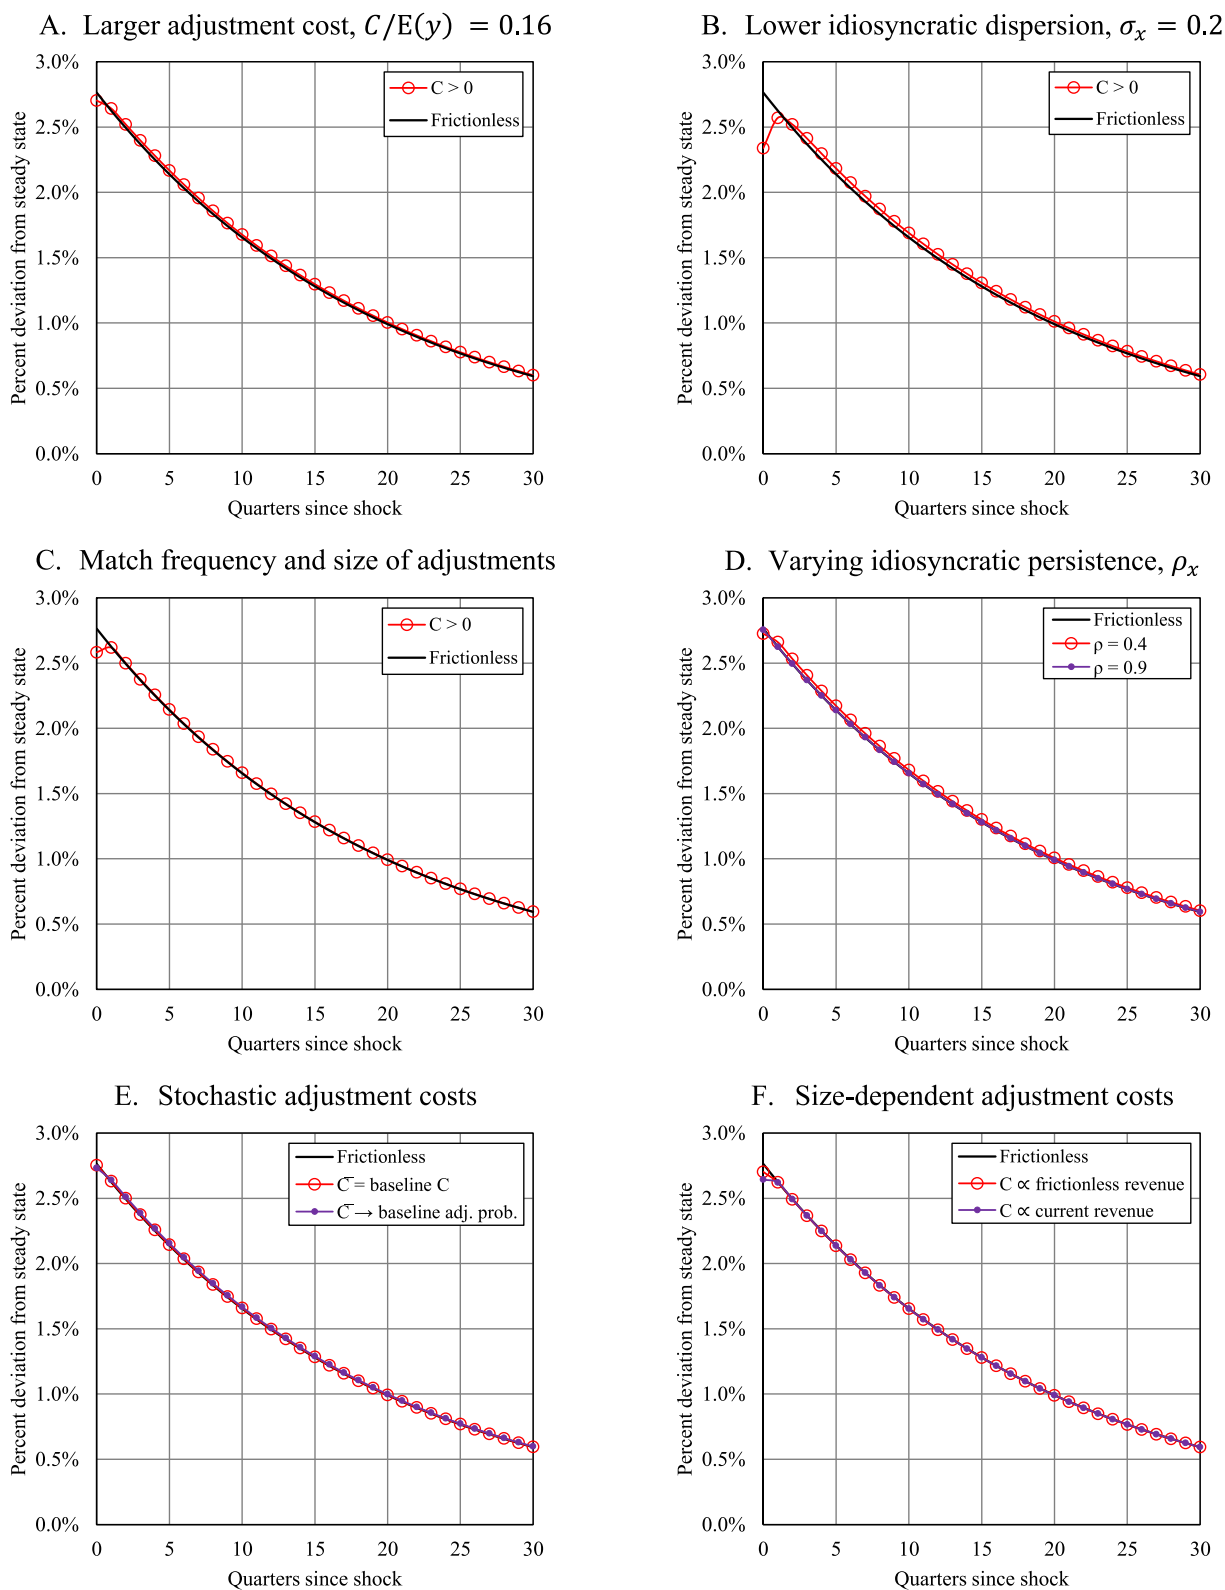 A. Larger adjustment cost, C/E(y) = 0.16
Percent deviation from steady state
3.0%
2.5%
2.0%
1.5%
1.0%
0.5%
0.0%
C > 0
Frictionless
0 5 10 15 20 25 30
Quarters since shock
B. Lower idiosyncratic dispersion, σₓ = 0.2
Percent deviation from steady state
3.0%
2.5%
2.0%
1.5%
1.0%
0.5%
0.0%
C > 0
Frictionless
0 5 10 15 20 25 30
Quarters since shock
C. Match frequency and size of adjustments
Percent deviation from steady state
3.0%
2.5%
2.0%
1.5%
1.0%
0.5%
0.0%
C > 0
Frictionless
0 5 10 15 20 25 30
Quarters since shock
D. Varying idiosyncratic persistence, ρₓ
Percent deviation from steady state
3.0%
2.5%
2.0%
1.5%
1.0%
0.5%
0.0%
Frictionless
ρ = 0.4
ρ = 0.9
0 5 10 15 20 25 30
Quarters since shock
E. Stochastic adjustment costs
Percent deviation from steady state
3.0%
2.5%
2.0%
1.5%
1.0%
0.5%
0.0%
Frictionless
C̅ = baseline C
C̅ → baseline adj. prob.
0 5 10 15 20 25 30
Quarters since shock
F. Size-dependent adjustment costs
Percent deviation from steady state
3.0%
2.5%
2.0%
1.5%
1.0%
0.5%
0.0%
Frictionless
C ∝ frictionless revenue
C ∝ current revenue
0 5 10 15 20 25 30
Quarters since shock